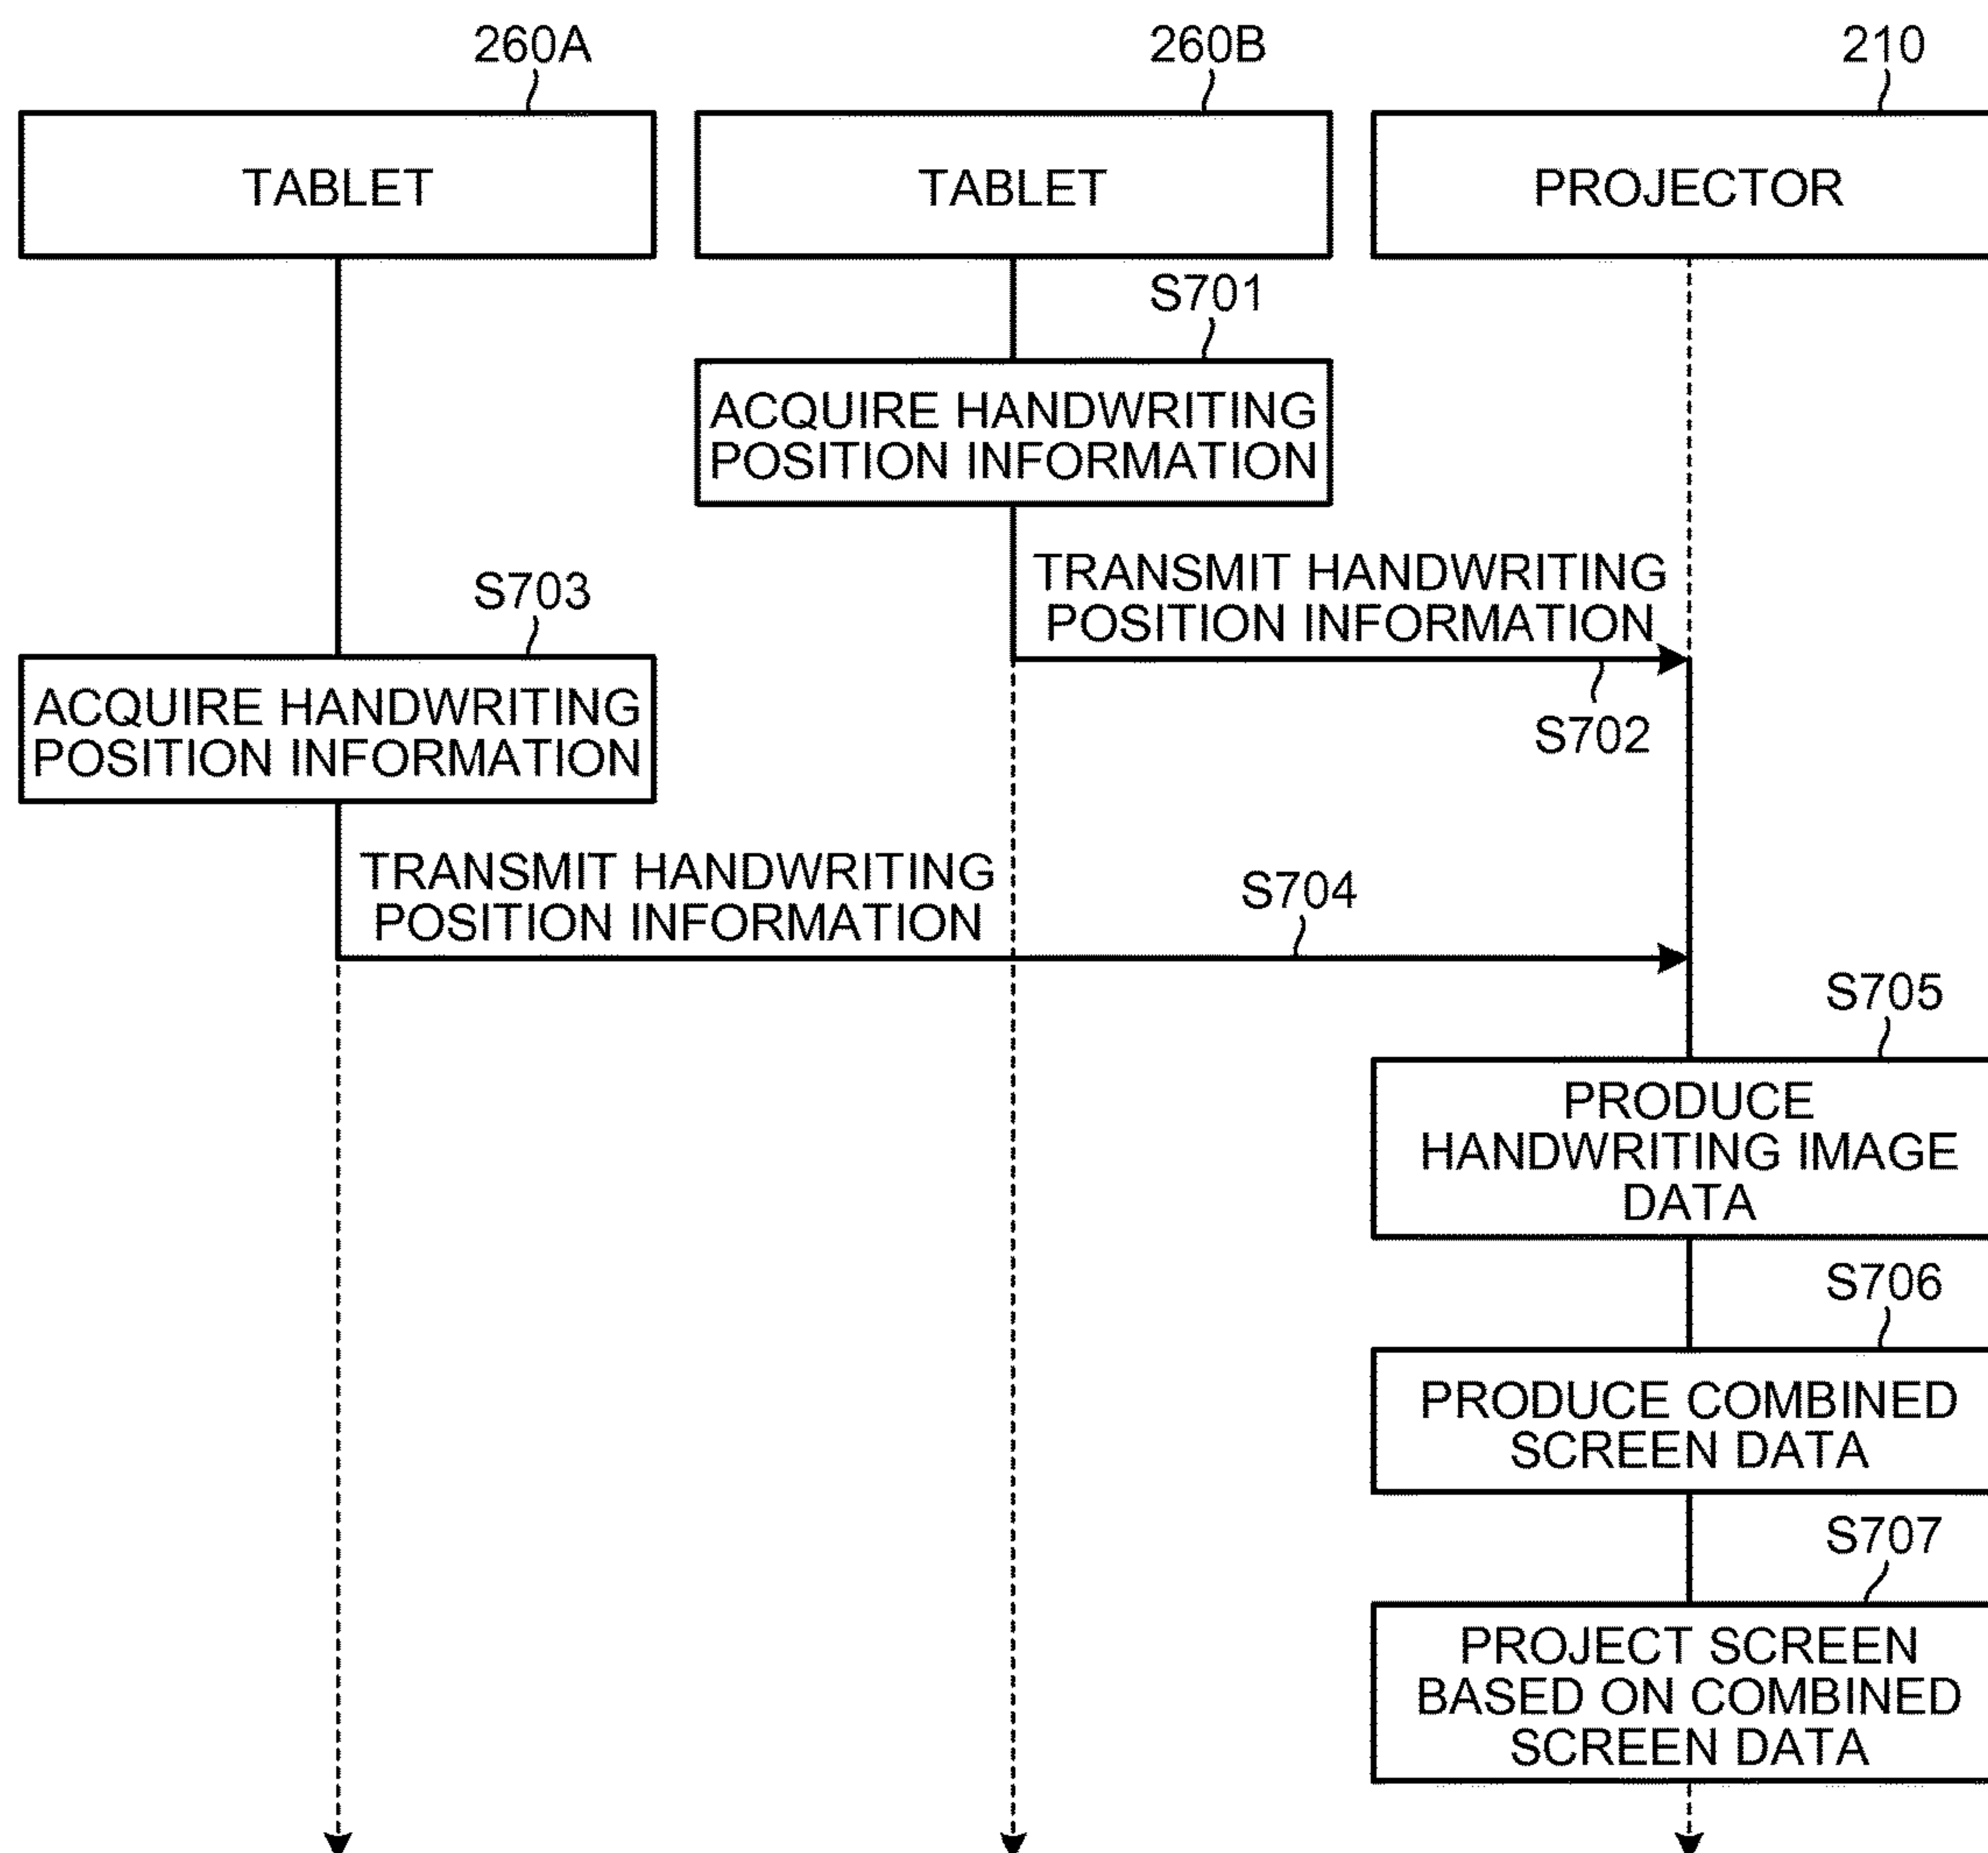 260A
260B
210
TABLET
TABLET
PROJECTOR
S701
ACQUIRE HANDWRITING
POSITION INFORMATION
TRANSMIT HANDWRITING
POSITION INFORMATION
S702
S703
ACQUIRE HANDWRITING
POSITION INFORMATION
TRANSMIT HANDWRITING
POSITION INFORMATION
S704
S705
PRODUCE
HANDWRITING IMAGE
DATA
S706
PRODUCE COMBINED
SCREEN DATA
S707
PROJECT SCREEN
BASED ON COMBINED
SCREEN DATA